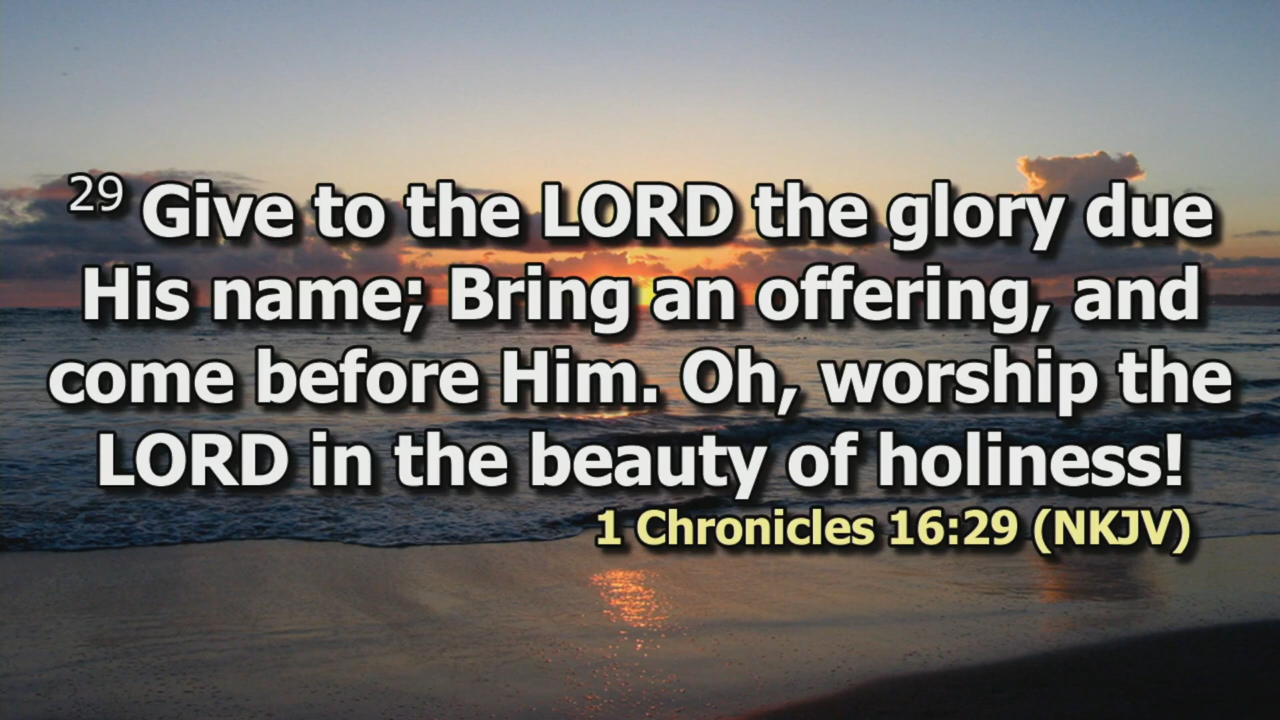 29 Give to the LORD the glory due
His name; Bring an offering, and
come before Him. Oh, worship the
LORD in the beauty of holiness!
1 Chronicles 16:29 (NKJV)